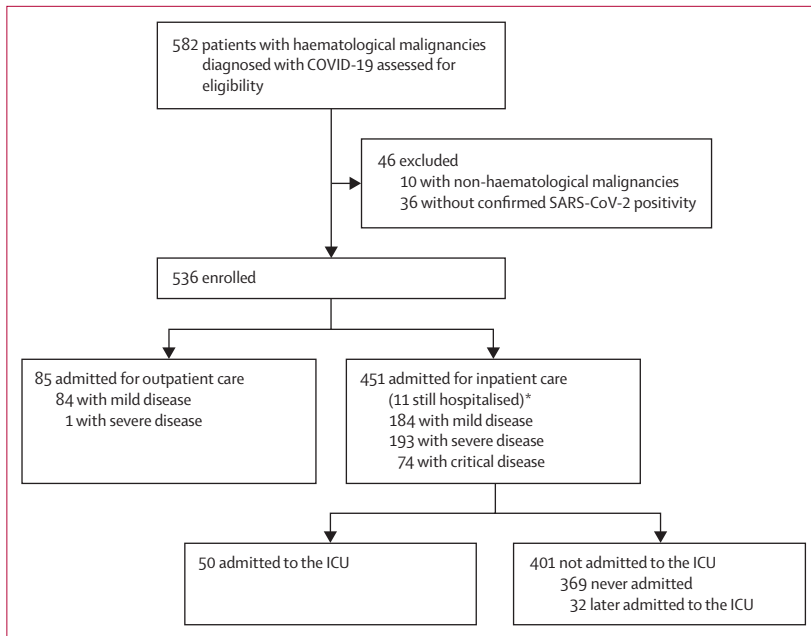 582 patients with haematological malignancies
diagnosed with COVID-19 assessed for
eligibility
46 excluded
10 with non-haematological malignancies
36 without confirmed SARS-CoV-2 positivity
536 enrolled
85 admitted for outpatient care
84 with mild disease
1 with severe disease
451 admitted for inpatient care
(11 still hospitalised)*
184 with mild disease
193 with severe disease
74 with critical disease
50 admitted to the ICU
401 not admitted to the ICU
369 never admitted
32 later admitted to the ICU